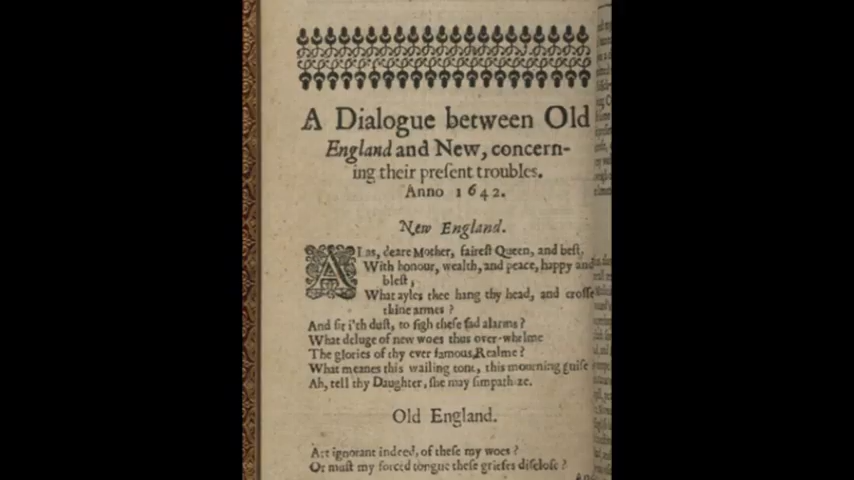 A Dialogue between Old
England and New, concern-
ing their preſent troubles.
Anno 1642.
New England.
ALas, deare Mother, faireſt Queen, and beſt,
With honour, wealth, and peace, happy and
bleſt,
What ayles thee hang thy head, and croſſe
thine armes?
And ſit i'th duſt, to ſigh theſe ſad alarms?
What deluge of new woes thus over-whelme
The glories of thy ever famous Realme?
What meanes this wailing tone, this mourning guiſe
Ah, tell thy Daughter, ſhe may ſimpathize.
Old England.
Art ignorant indeed, of theſe my woes?
Or muſt my forced tongue theſe griefes diſcloſe?